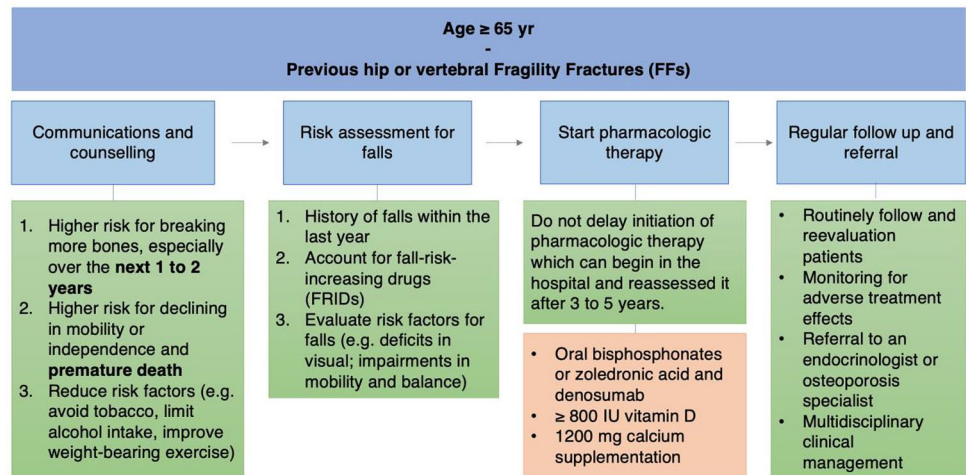 Age ≥ 65 yr
-
Previous hip or vertebral Fragility Fractures (FFs)
Communications and
counselling
1. Higher risk for breaking
more bones, especially
over the next 1 to 2
years
2. Higher risk for declining
in mobility or
independence and
premature death
3. Reduce risk factors (e.g.
avoid tobacco, limit
alcohol intake, improve
weight-bearing exercise)
Risk assessment for
falls
1. History of falls within the
last year
2. Account for fall-risk-
increasing drugs
(FRIDs)
3. Evaluate risk factors for
falls (e.g. deficits in
visual; impairments in
mobility and balance)
Start pharmacologic
therapy
Do not delay initiation of
pharmacologic therapy
which can begin in the
hospital and reassessed it
after 3 to 5 years.
• Oral bisphosphonates
or zoledronic acid and
denosumab
• ≥ 800 IU vitamin D
• 1200 mg calcium
supplementation
Regular follow up and
referral
• Routinely follow and
reevaluation
patients
• Monitoring for
adverse treatment
effects
• Referral to an
endocrinologist or
osteoporosis
specialist
• Multidisciplinary
clinical
management